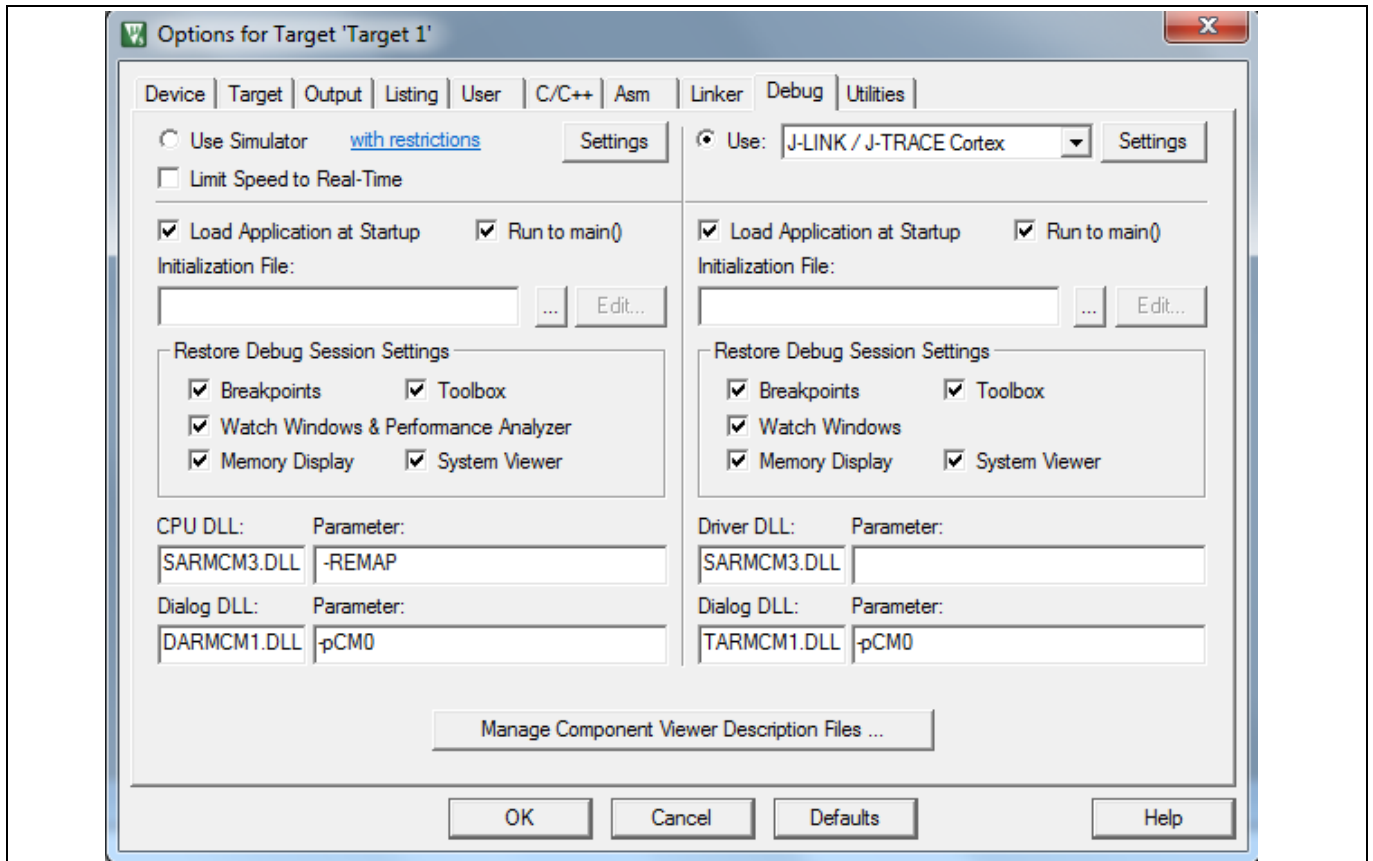 Options for Target 'Target 1'
Device Target Output Listing User C/C++ Asm Linker Debug Utilities
Use Simulator with restrictions Settings Use: J-LINK / J-TRACE Cortex Settings
Limit Speed to Real-Time
Load Application at Startup Run to main() Load Application at Startup Run to main()
Initialization File: Initialization File:
... Edit... ... Edit...
Restore Debug Session Settings Restore Debug Session Settings
Breakpoints Toolbox Breakpoints Toolbox
Watch Windows & Performance Analyzer Watch Windows
Memory Display System Viewer Memory Display System Viewer
CPU DLL: Parameter: Driver DLL: Parameter:
SARMCM3.DLL -REMAP SARMCM3.DLL
Dialog DLL: Parameter: Dialog DLL: Parameter:
DARMCM1.DLL -pCM0 TARMCM1.DLL -pCM0
Manage Component Viewer Description Files ...
OK Cancel Defaults Help